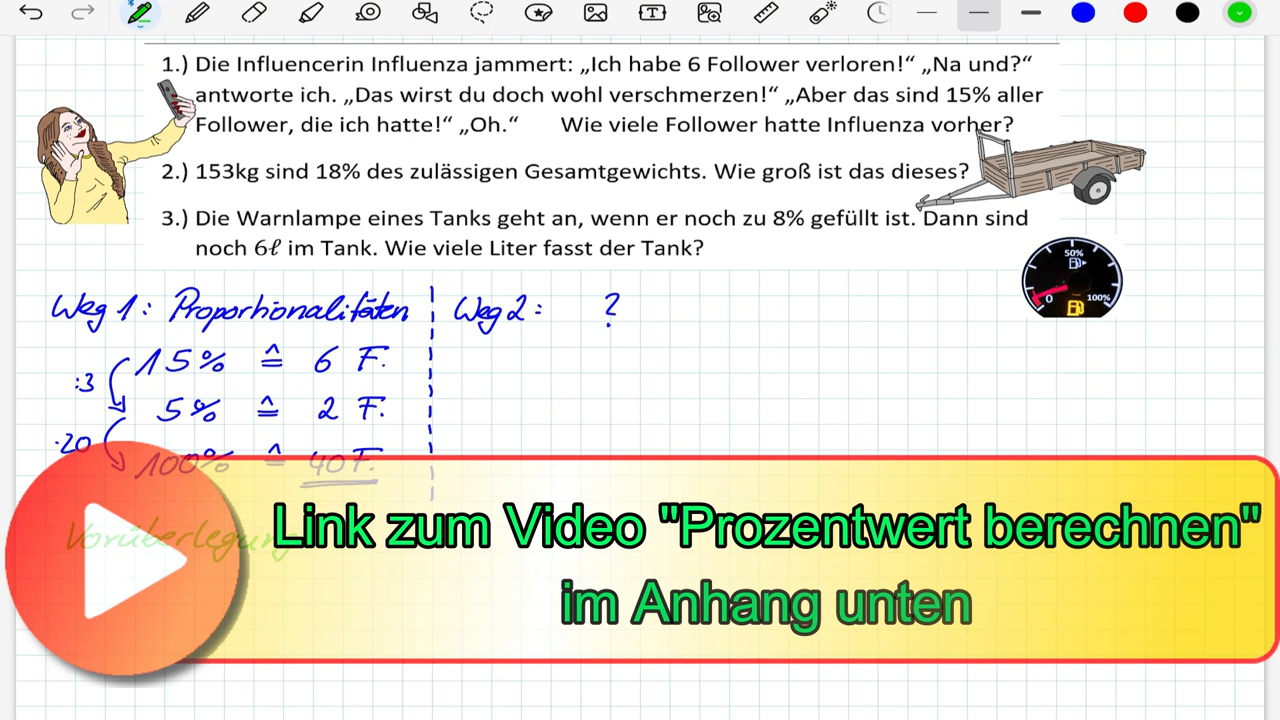 1.) Die Influencerin Influenza jammert: „Ich habe 6 Follower verloren!“ „Na und?“
antworte ich. „Das wirst du doch wohl verschmerzen!“ „Aber das sind 15% aller
Follower, die ich hatte!“ „Oh.“ Wie viele Follower hatte Influenza vorher?
2.) 153kg sind 18% des zulässigen Gesamtgewichts. Wie groß ist das dieses?
3.) Die Warnlampe eines Tanks geht an, wenn er noch zu 8% gefüllt ist. Dann sind
noch 6ℓ im Tank. Wie viele Liter fasst der Tank?
50%
0
100%
Weg 1: Proportionalitäten
15% ≙ 6 F.
:3
5% ≙ 2 F.
·20
100% ≙ 40 F.
Weg 2: ?
Vorüberlegung
Link zum Video "Prozentwert berechnen"
im Anhang unten